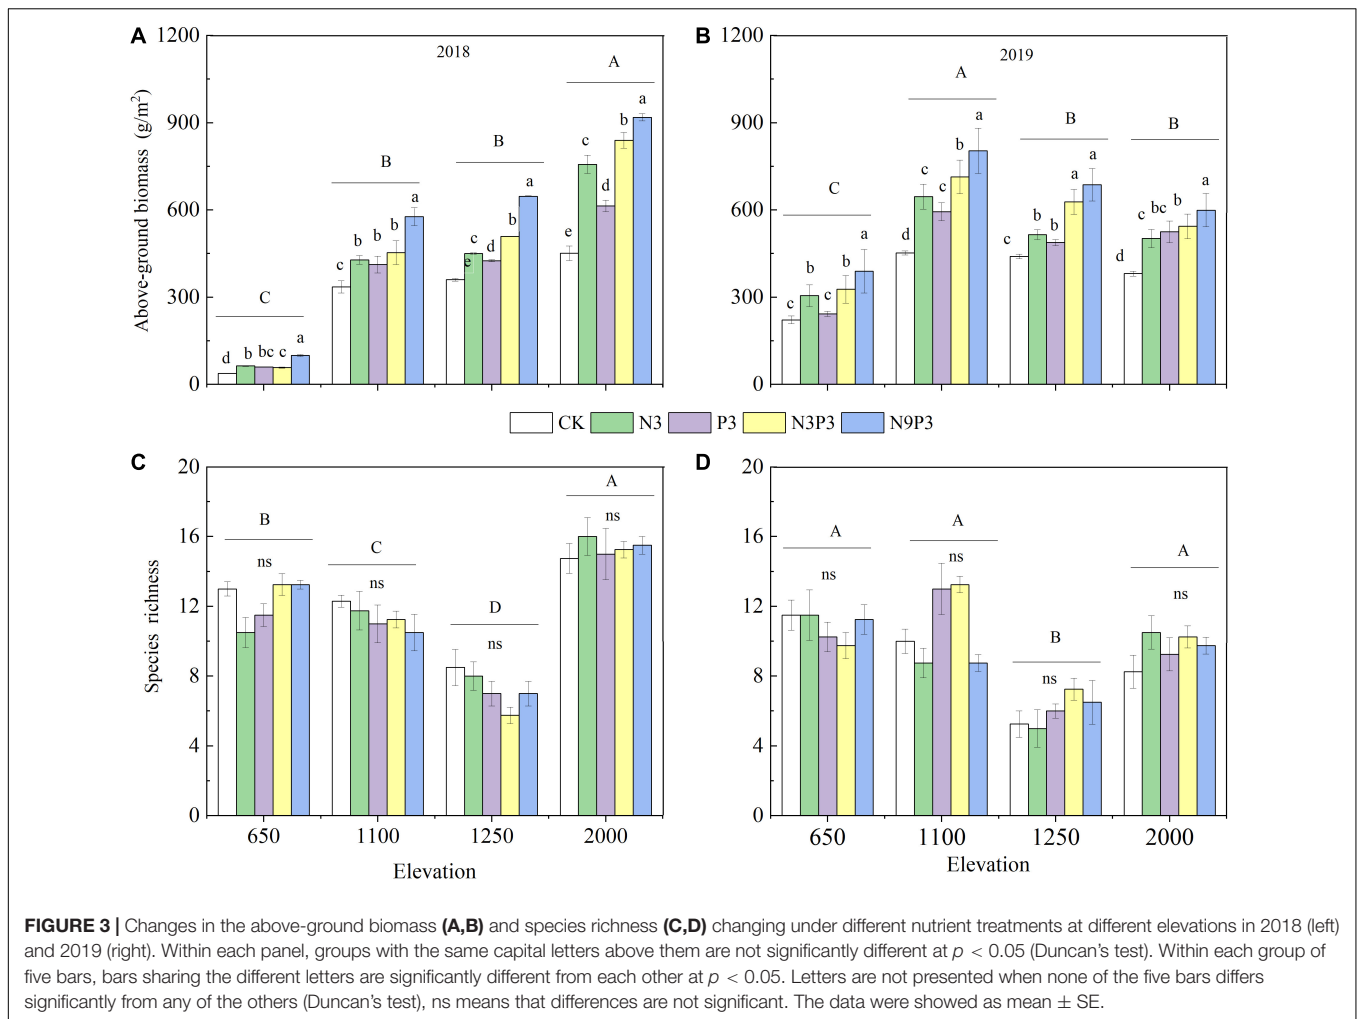 A
B
1200
900
600
300
0
Above-ground biomass (g/m²)
2018
C
d
b
bc
c
a
B
c
b
b
b
a
B
e
c
d
b
a
A
e
c
d
b
a
1200
900
600
300
0
2019
C
c
b
c
b
a
A
d
c
c
b
a
B
c
b
b
a
a
B
d
c
bc
b
a
CK
N3
P3
N3P3
N9P3
C
D
20
16
12
8
4
0
Species richness
B
ns
C
ns
D
ns
A
ns
650
1100
1250
2000
Elevation
20
16
12
8
4
0
A
ns
A
ns
B
ns
A
ns
650
1100
1250
2000
Elevation
FIGURE 3 | Changes in the above-ground biomass (A,B) and species richness (C,D) changing under different nutrient treatments at different elevations in 2018 (left)
and 2019 (right). Within each panel, groups with the same capital letters above them are not significantly different at p < 0.05 (Duncan's test). Within each group of
five bars, bars sharing the different letters are significantly different from each other at p < 0.05. Letters are not presented when none of the five bars differs
significantly from any of the others (Duncan's test), ns means that differences are not significant. The data were showed as mean ± SE.